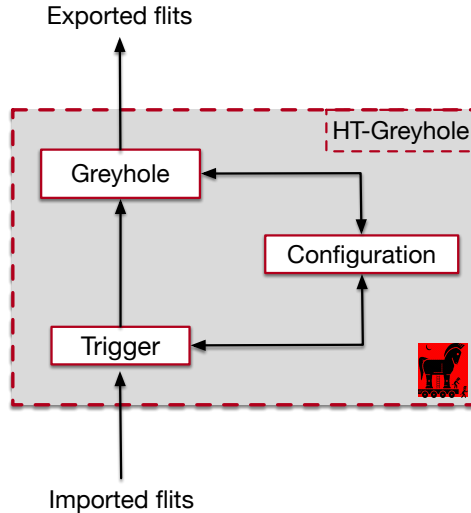 Exported flits
HT-Greyhole
Greyhole
Configuration
Trigger
Imported flits